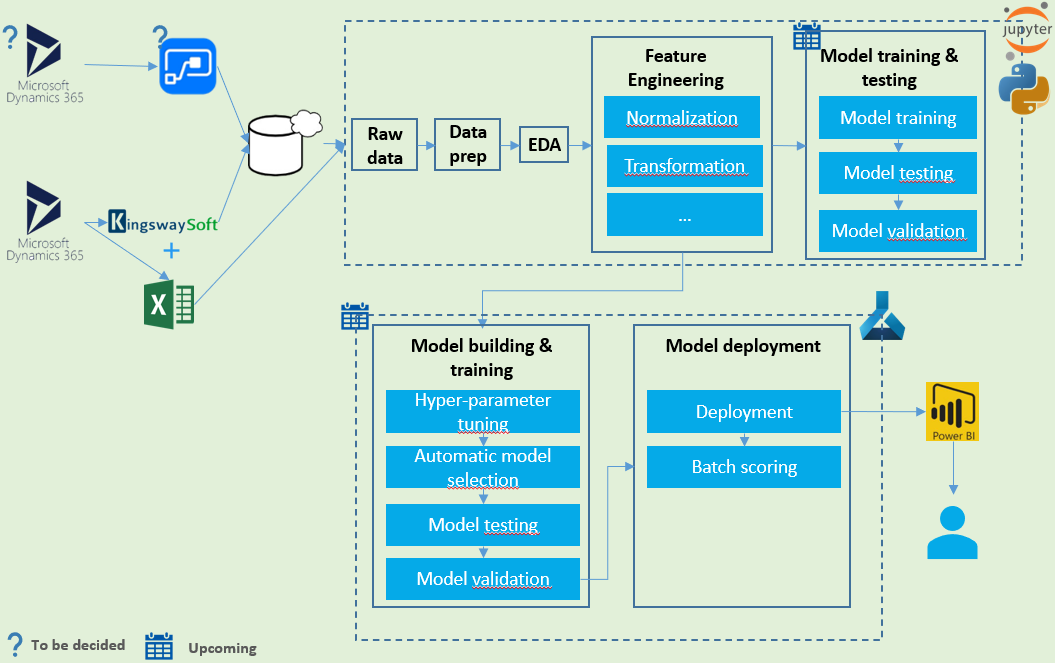 ?
Microsoft
Dynamics 365
?
Microsoft
Dynamics 365
KingswaySoft
+
X
Raw
data
Data
prep
EDA
Feature
Engineering
Normalization
Transformation
...
Model training &
testing
Model training
Model testing
Model validation
jupyter
Model building &
training
Hyper-parameter
tuning
Automatic model
selection
Model testing
Model validation
Model deployment
Deployment
Batch scoring
Power BI
? To be decided
Upcoming